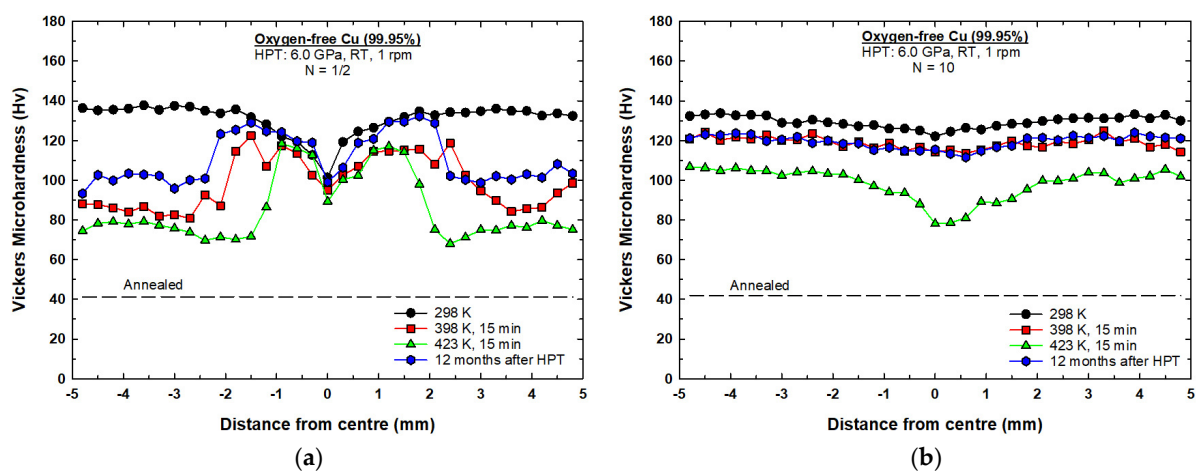 180
160
140
120
100
80
60
40
20
0
Vickers Microhardness (Hv)
Oxygen-free Cu (99.95%)
HPT: 6.0 GPa, RT, 1 rpm
N = 1/2
Annealed
298 K
398 K, 15 min
423 K, 15 min
12 months after HPT
-5 -4 -3 -2 -1 0 1 2 3 4 5
Distance from centre (mm)
(a)
180
160
140
120
100
80
60
40
20
0
Vickers Microhardness (Hv)
Oxygen-free Cu (99.95%)
HPT: 6.0 GPa, RT, 1 rpm
N = 10
Annealed
298 K
398 K, 15 min
423 K, 15 min
12 months after HPT
-5 -4 -3 -2 -1 0 1 2 3 4 5
Distance from centre (mm)
(b)